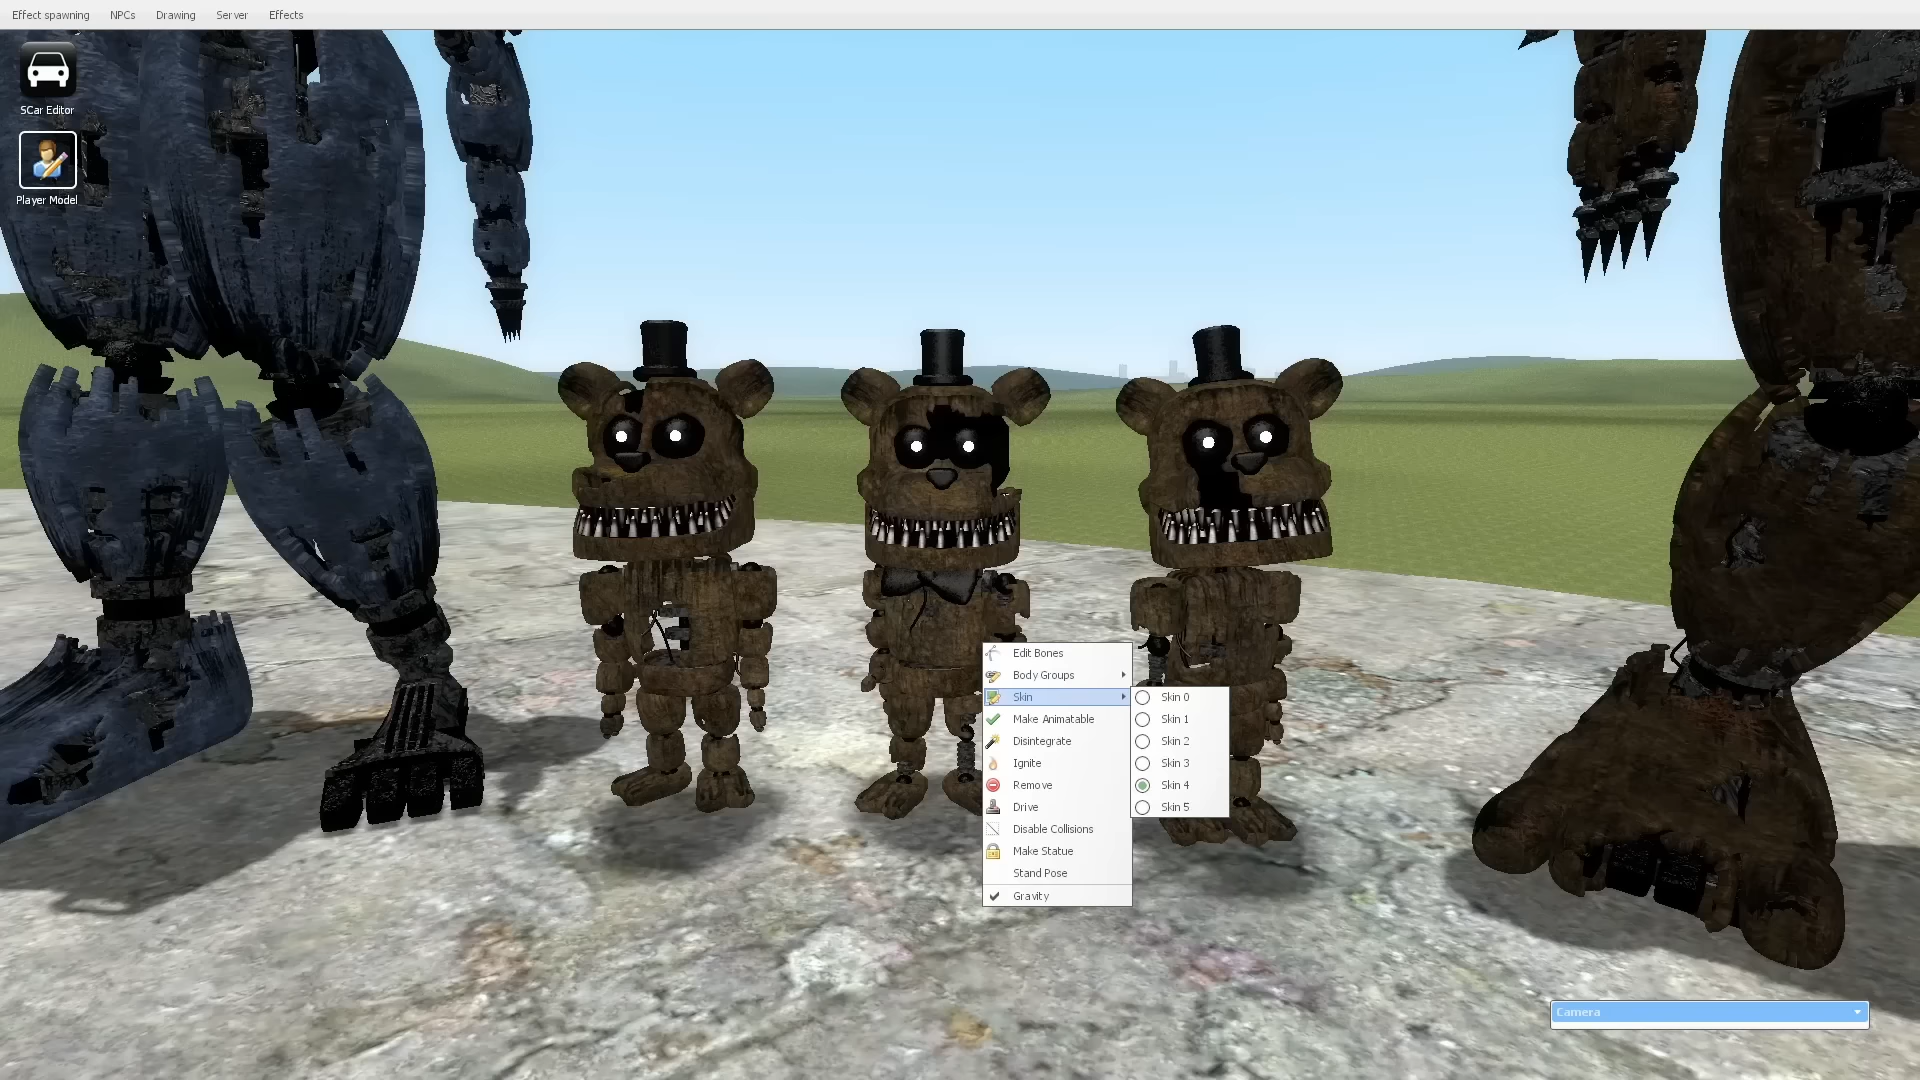 Effect spawning NPCs Drawing Server Effects
SCar Editor
Player Model
Edit Bones
Body Groups
Skin
Make Animatable
Disintegrate
Ignite
Remove
Drive
Disable Collisions
Make Statue
Stand Pose
Gravity
Skin 0
Skin 1
Skin 2
Skin 3
Skin 4
Skin 5
Camera